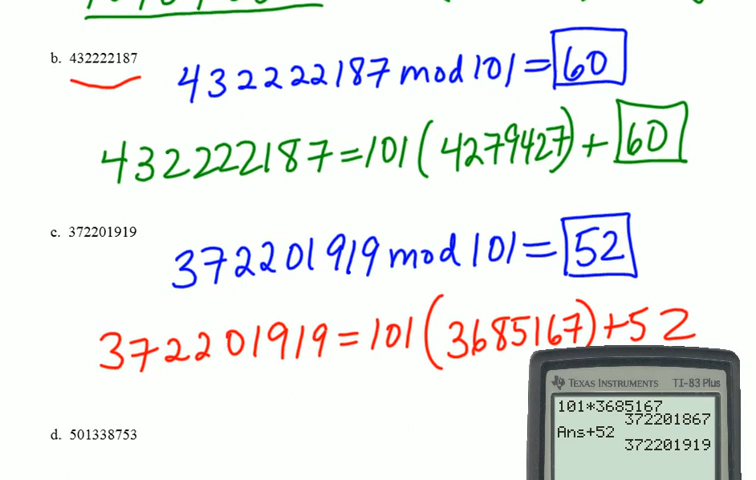 b. 432222187
432222187 mod 101 = 60
432222187 = 101(4279427) + 60
c. 372201919
372201919 mod 101 = 52
372201919 = 101(3685167) + 52
TEXAS INSTRUMENTS TI-83 Plus
101*3685167
372201867
Ans+52
372201919
d. 501338753